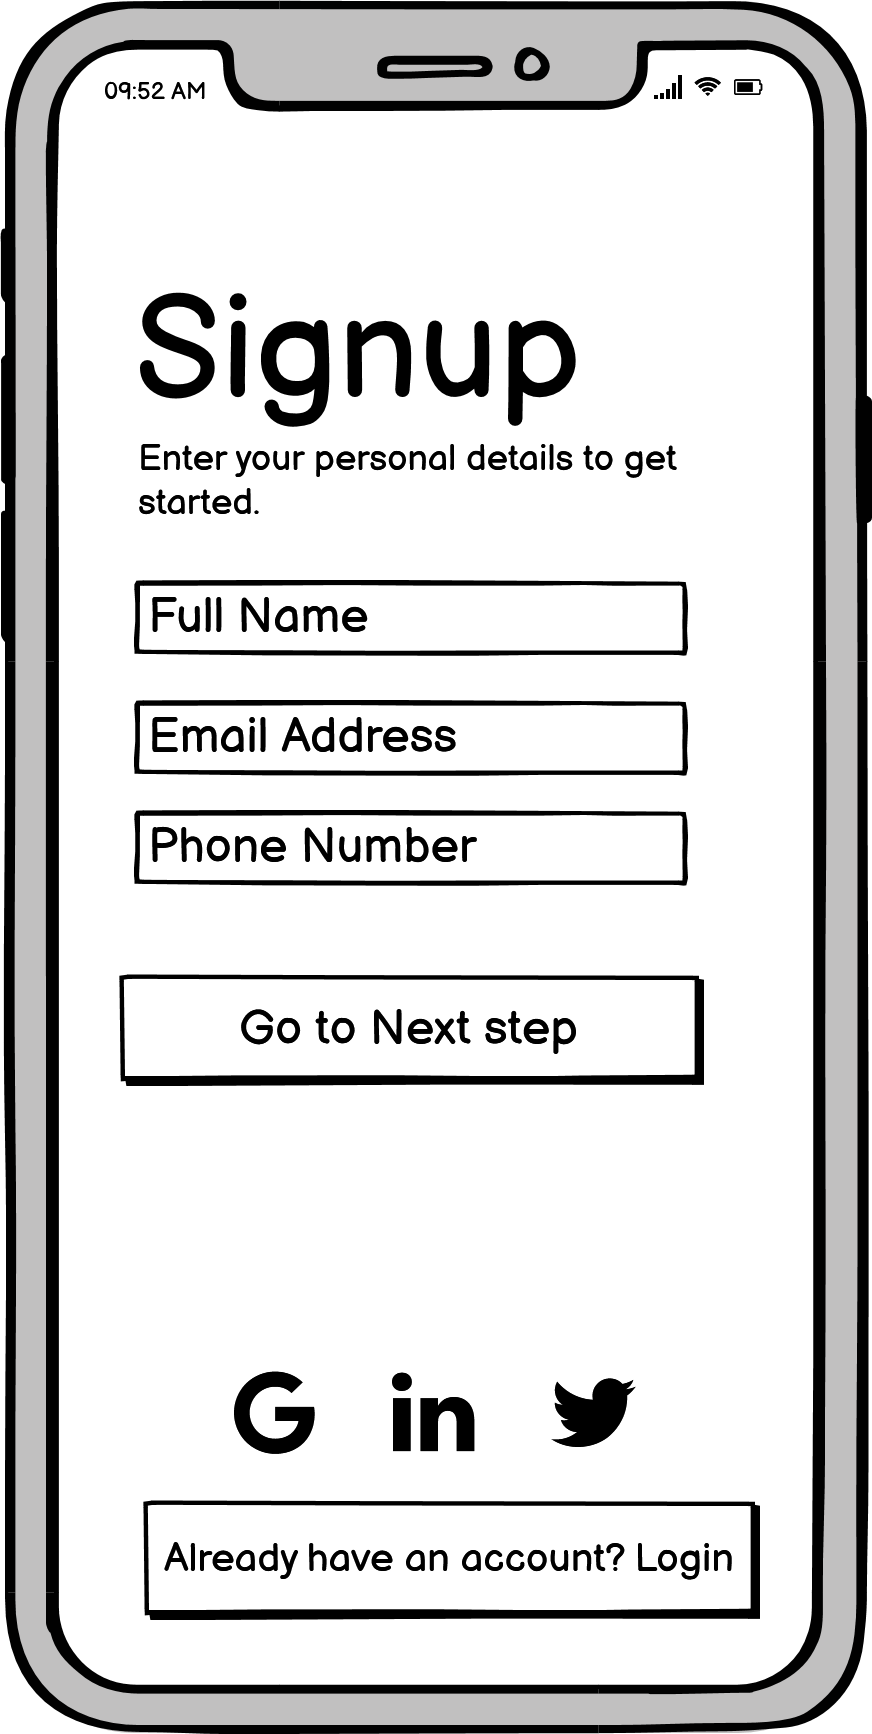 09:52 AM
Signup
Enter your personal details to get
started.
Full Name
Email Address
Phone Number
Go to Next step
G in
Already have an account? Login